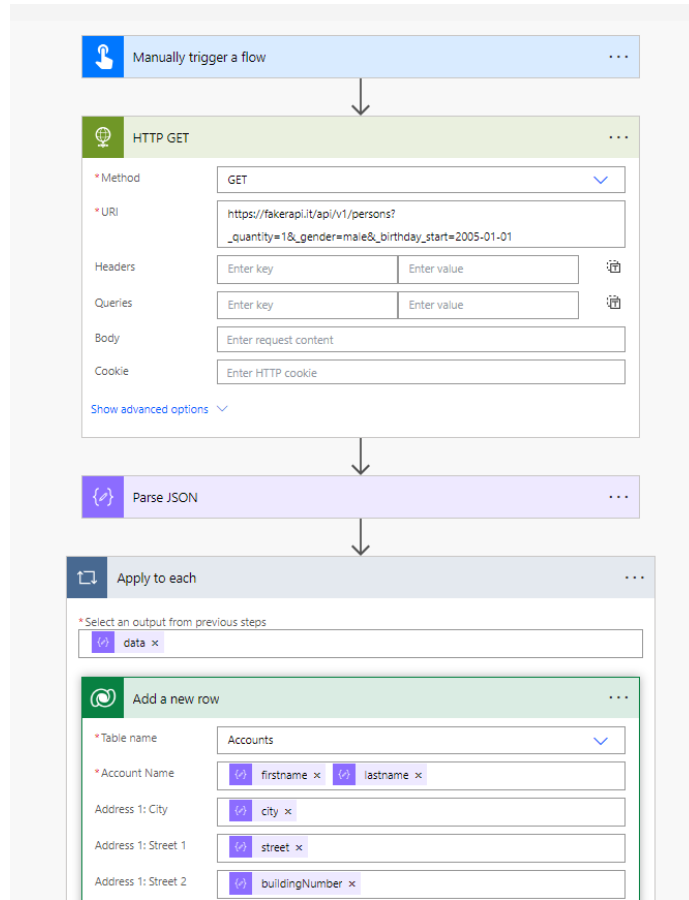 Manually trigger a flow
HTTP GET
*Method
GET
*URI
https://fakerapi.it/api/v1/persons?
_quantity=1&_gender=male&_birthday_start=2005-01-01
Headers
Enter key
Enter value
Queries
Enter key
Enter value
Body
Enter request content
Cookie
Enter HTTP cookie
Show advanced options
Parse JSON
Apply to each
*Select an output from previous steps
data ×
Add a new row
*Table name
Accounts
*Account Name
firstname × lastname ×
Address 1: City
city ×
Address 1: Street 1
street ×
Address 1: Street 2
buildingNumber ×